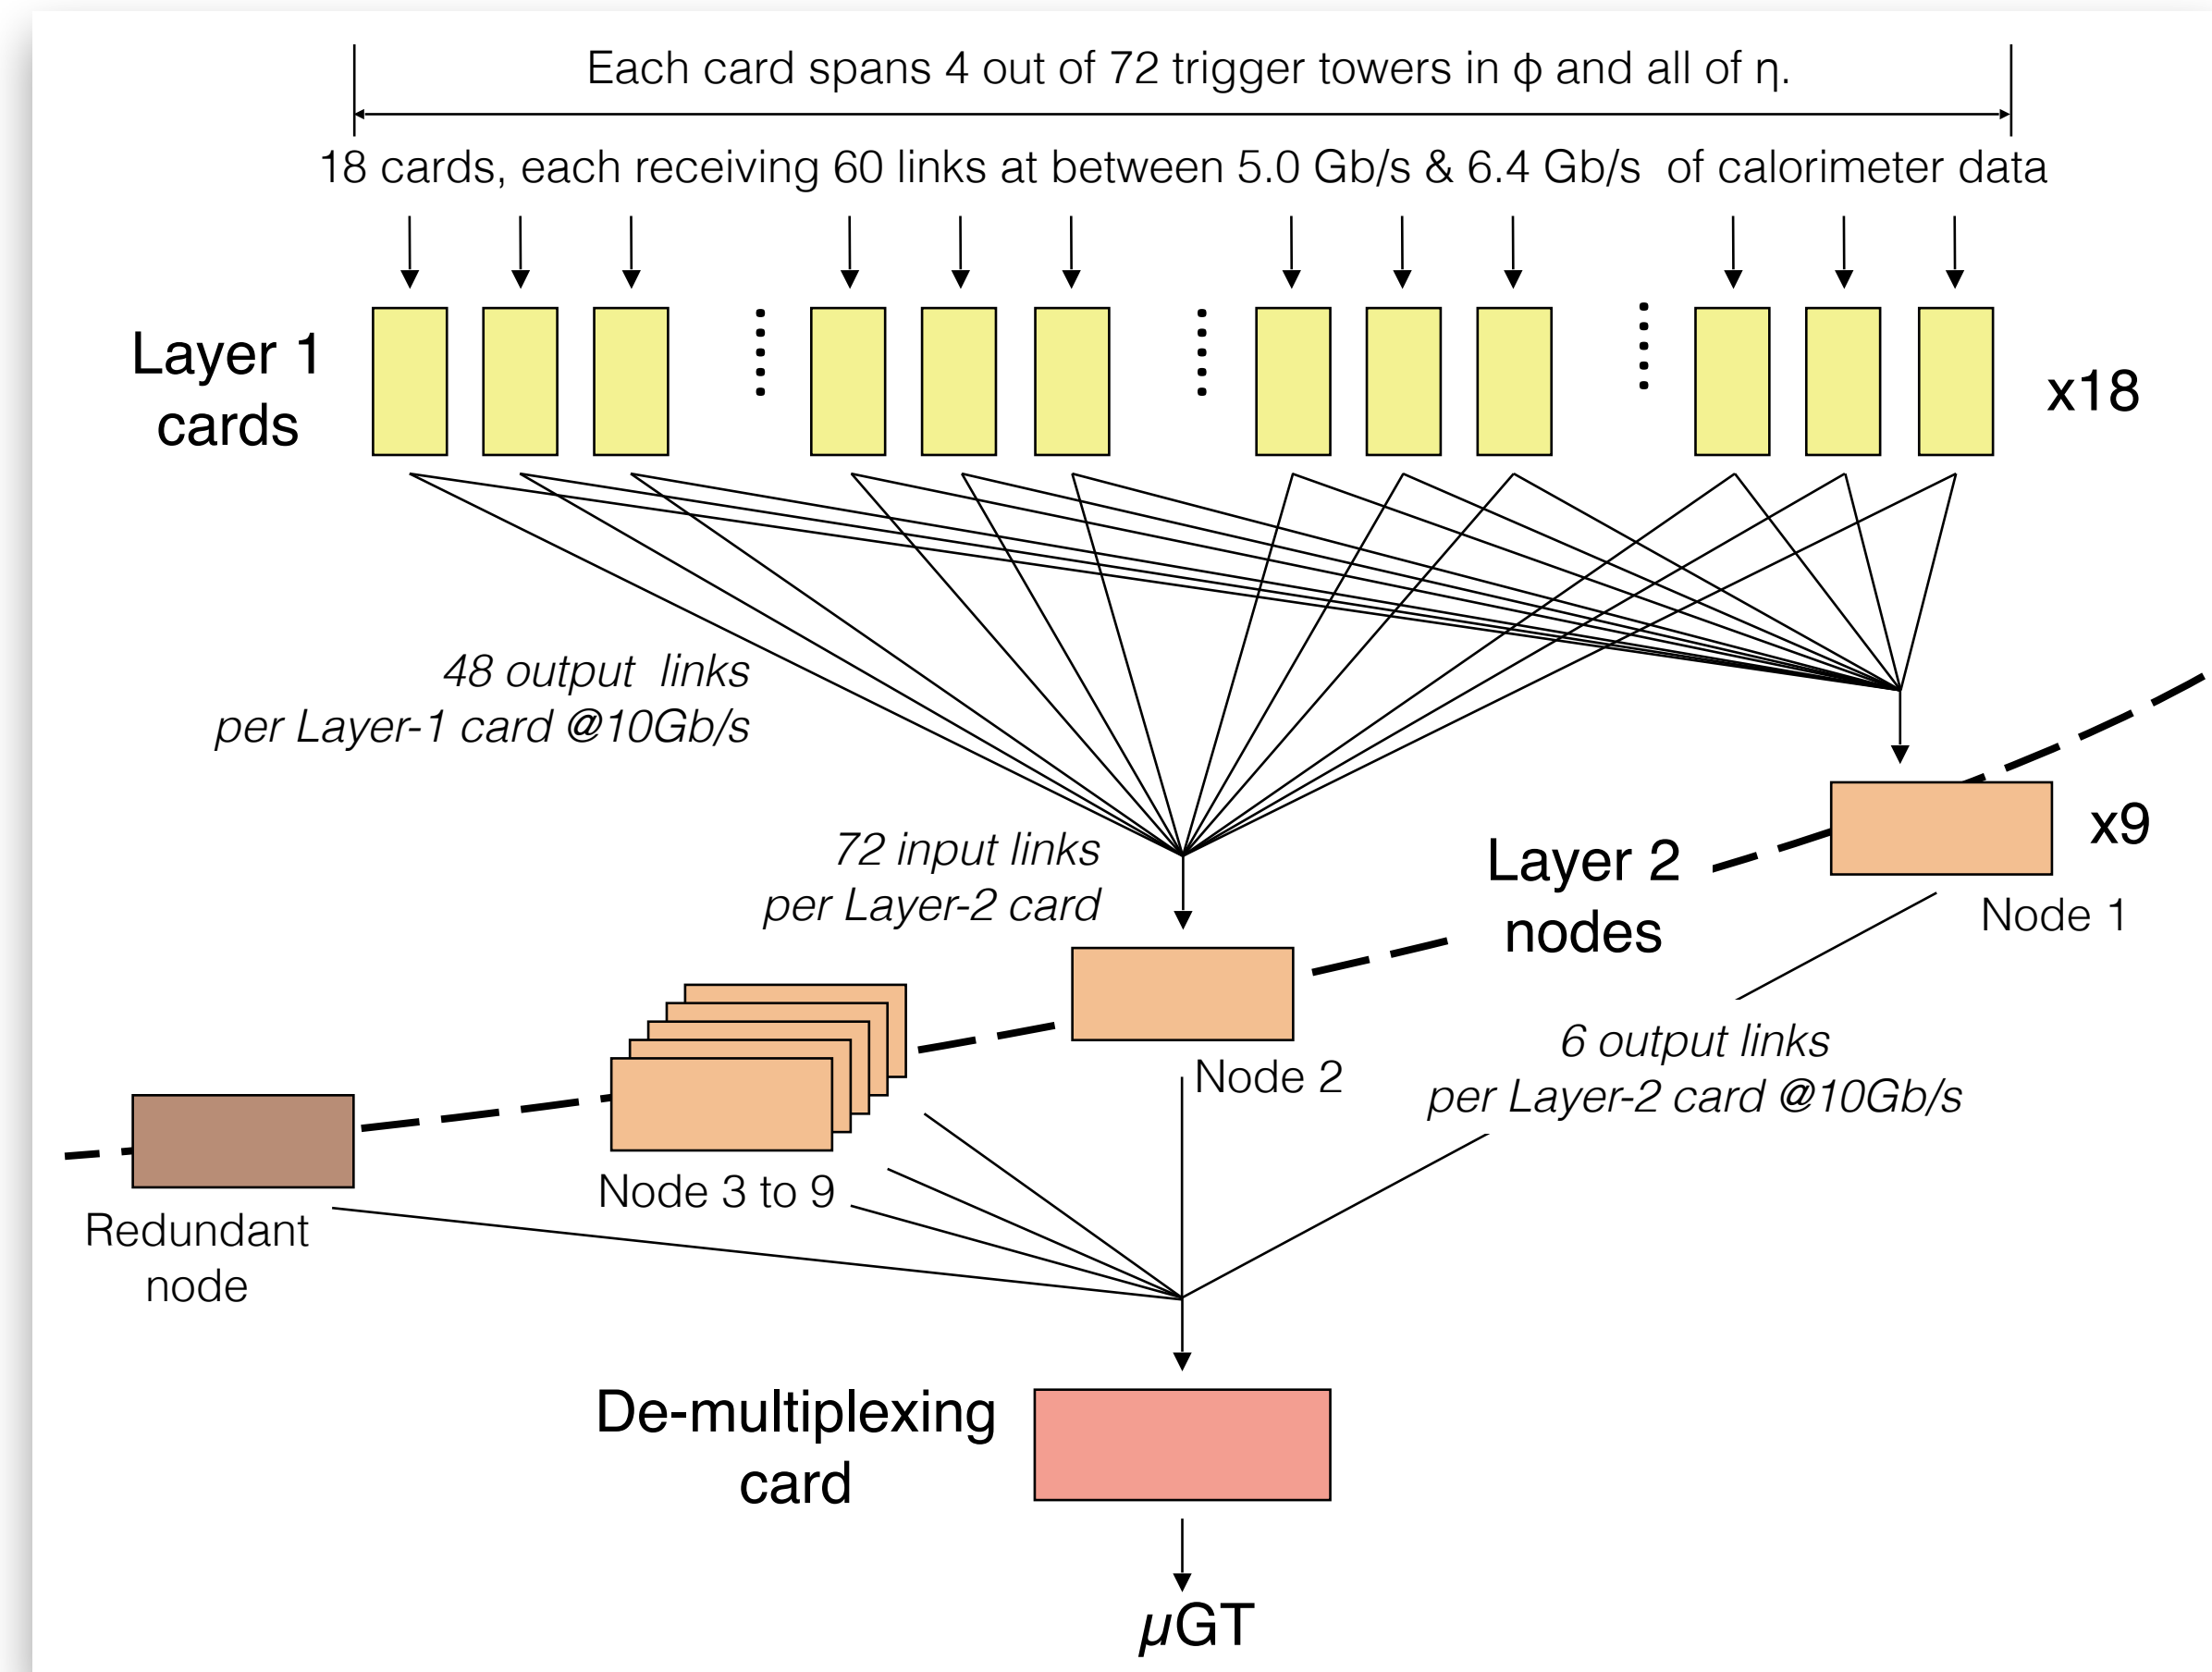 Each card spans 4 out of 72 trigger towers in ϕ and all of η.
18 cards, each receiving 60 links at between 5.0 Gb/s & 6.4 Gb/s of calorimeter data
Layer 1
cards
x18
48 output links
per Layer-1 card @10Gb/s
72 input links
per Layer-2 card
Layer 2
nodes
x9
Node 1
Node 2
6 output links
per Layer-2 card @10Gb/s
Node 3 to 9
Redundant
node
De-multiplexing
card
μGT